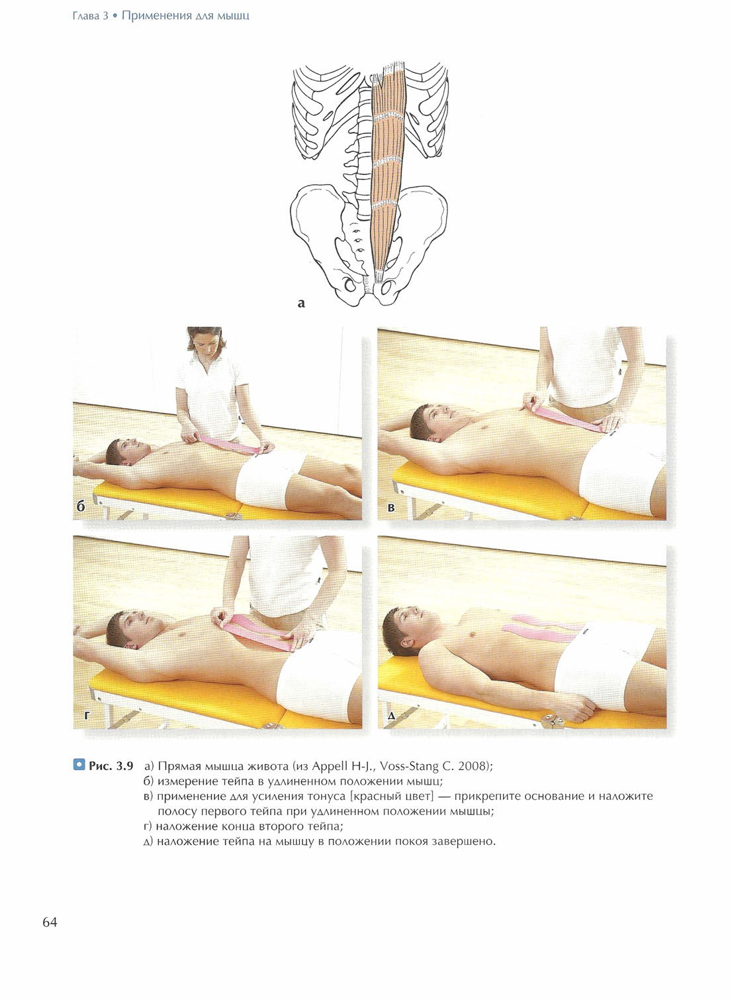 Глава 3 • Применения для мышц
а
б
в
г
д
Рис. 3.9 а) Прямая мышца живота (из Appell H-J., Voss-Stang C. 2008);
б) измерение тейпа в удлиненном положении мышц;
в) применение для усиления тонуса [красный цвет] — прикрепите основание и наложите
полосу первого тейпа при удлиненном положении мышцы;
г) наложение конца второго тейпа;
д) наложение тейпа на мышцу в положении покоя завершено.
64